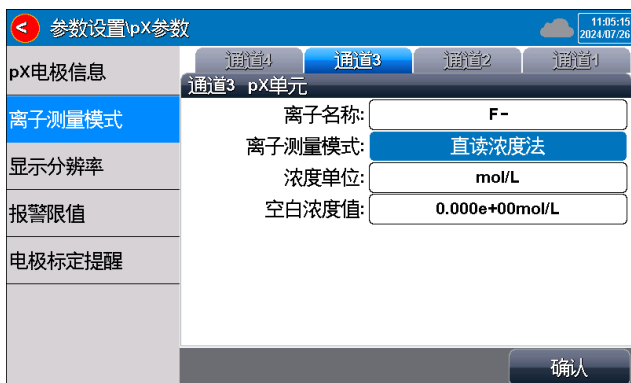 参数设置\pX参数
11:05:15
2024/07/26
pX电极信息
离子测量模式
显示分辨率
报警限值
电极标定提醒
通道4 通道3 通道2 通道1
通道3 pX单元
离子名称: F-
离子测量模式: 直读浓度法
浓度单位: mol/L
空白浓度值: 0.000e+00mol/L
确认